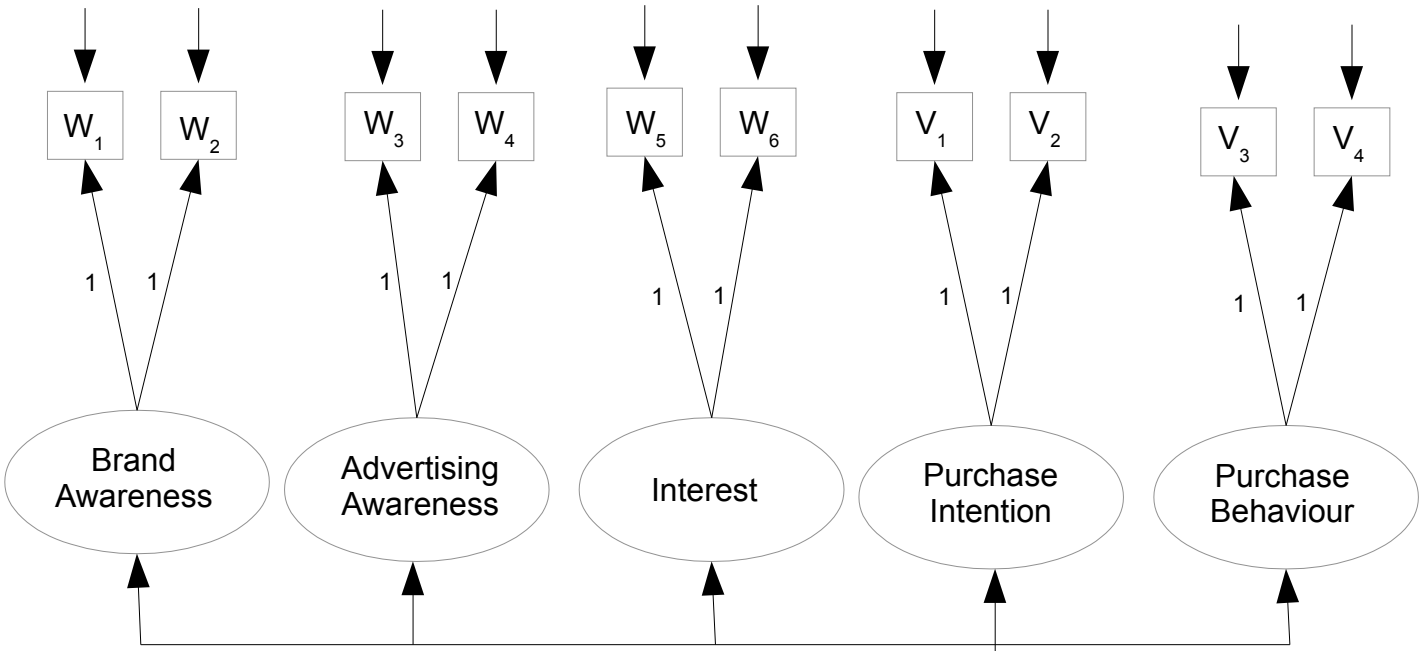 W1
W2
W3
W4
W5
W6
V1
V2
V3
V4
1
1
1
1
1
1
1
1
1
1
Brand
Awareness
Advertising
Awareness
Interest
Purchase
Intention
Purchase
Behaviour